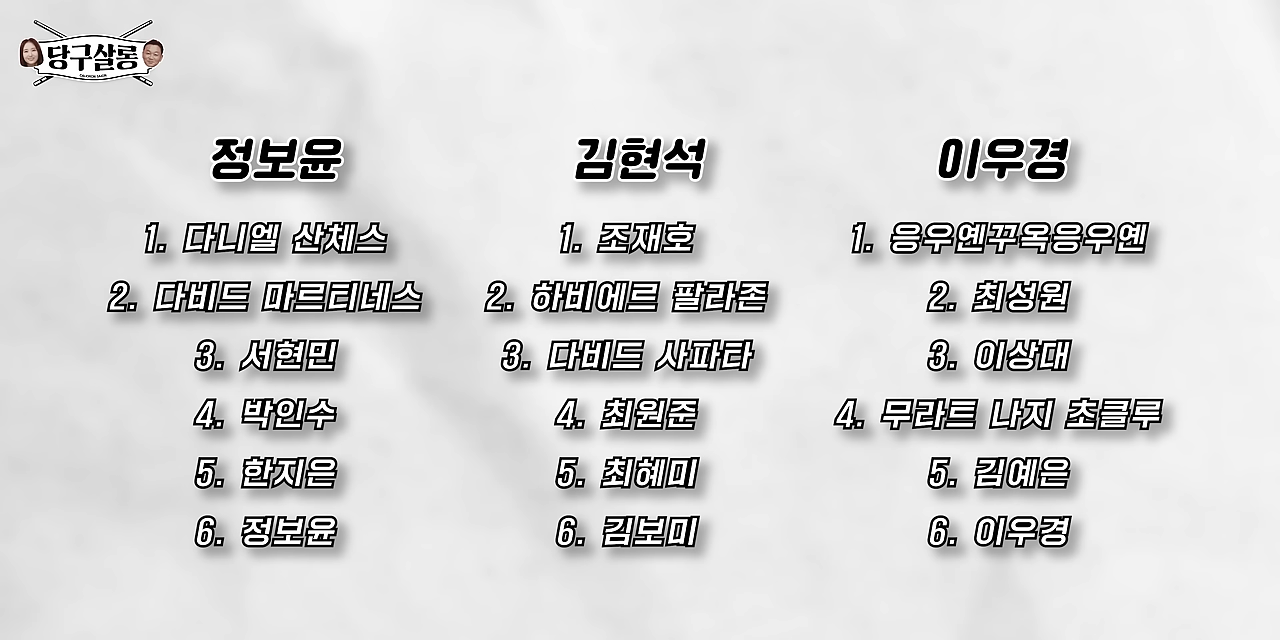 당구살롱
정보윤
1. 다니엘 산체스
2. 다비드 마르티네스
3. 서현민
4. 박인수
5. 한지은
6. 정보윤
김현석
1. 조재호
2. 하비에르 팔라존
3. 다비드 사파타
4. 최원준
5. 최혜미
6. 김보미
이우경
1. 응우옌꾸옥응우옌
2. 최성원
3. 이상대
4. 무라트 나지 초클루
5. 김예은
6. 이우경